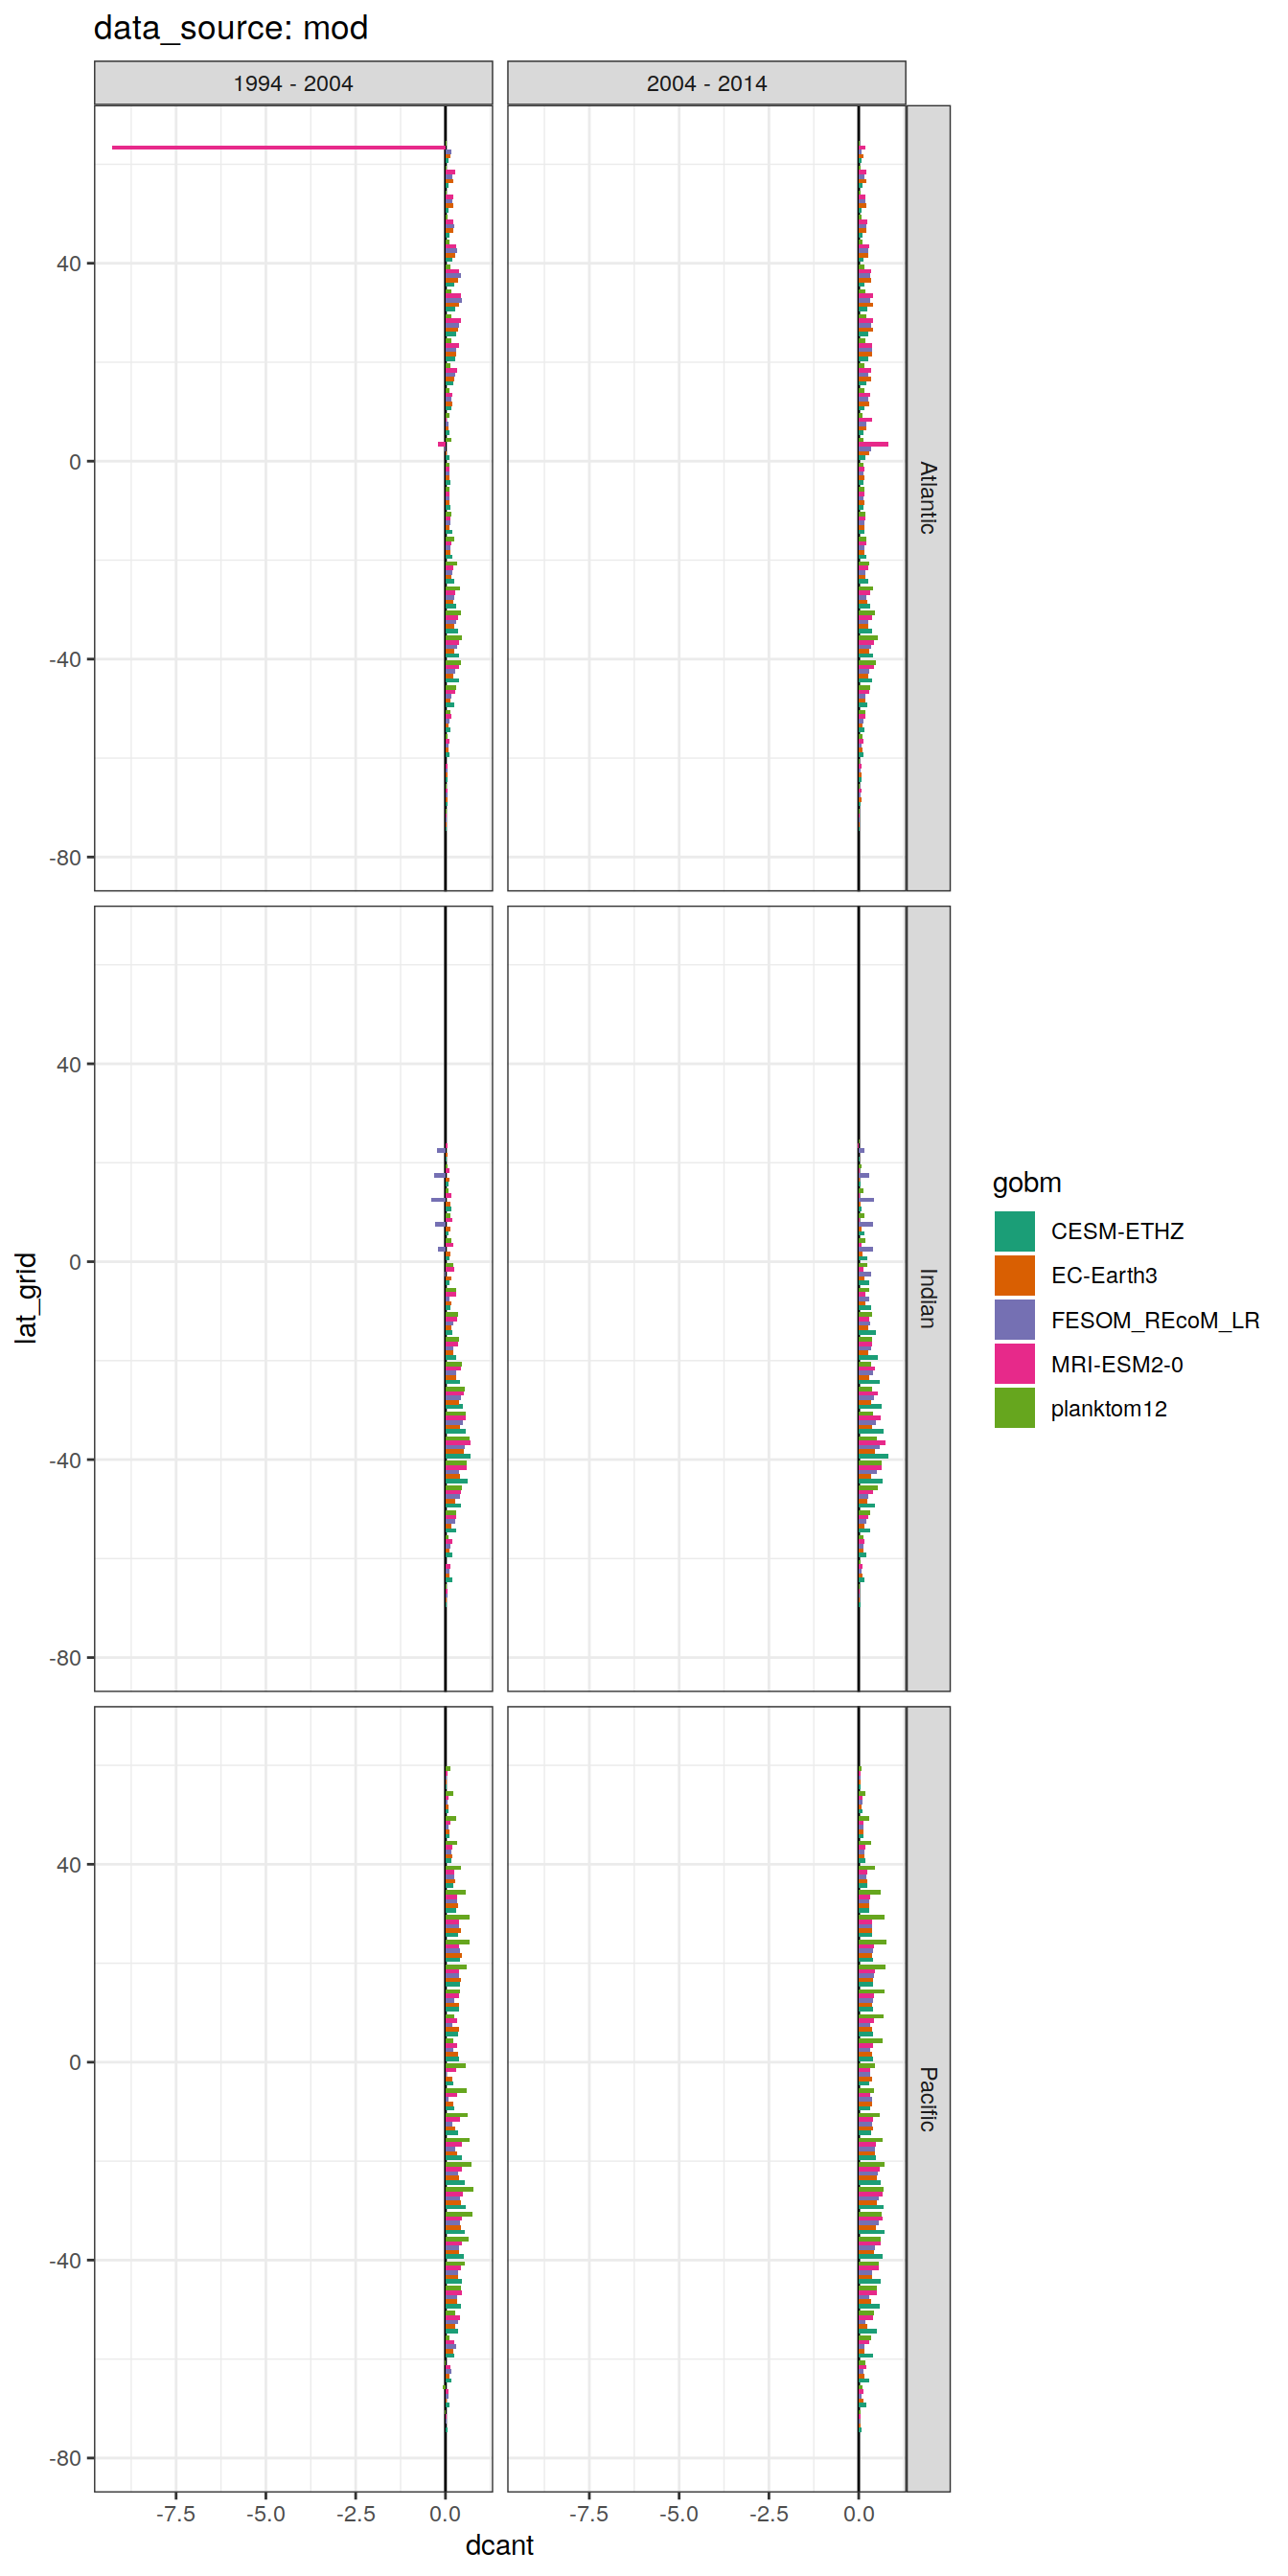 data_source: mod
1994 - 2004
2004 - 2014
40
0
-40
-80
Atlantic
40
0
-40
-80
Indian
40
0
-40
-80
Pacific
lat_grid
-7.5
-5.0
-2.5
0.0
-7.5
-5.0
-2.5
0.0
dcant
gobm
CESM-ETHZ
EC-Earth3
FESOM_REcoM_LR
MRI-ESM2-0
planktom12